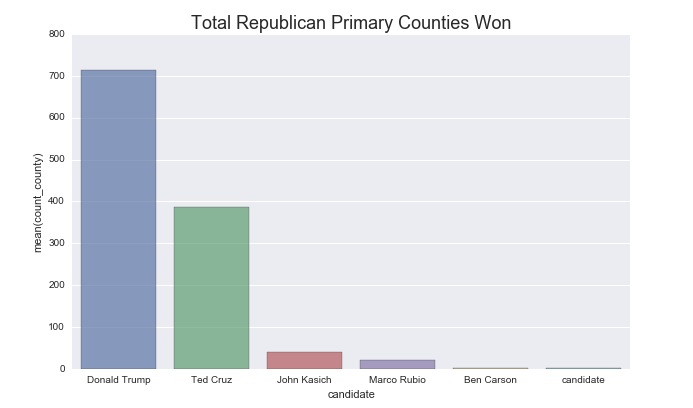 Total Republican Primary Counties Won
800
700
600
500
400
300
200
100
0
mean(count_county)
Donald Trump Ted Cruz John Kasich Marco Rubio Ben Carson candidate
candidate